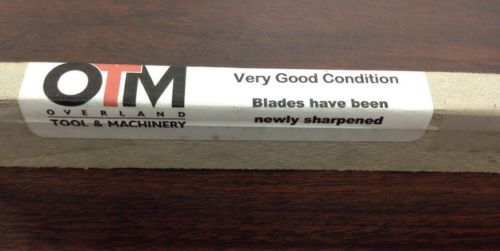 OTM
OVERLAND
TOOL & MACHINERY
Very Good Condition
Blades have been
newly sharpened